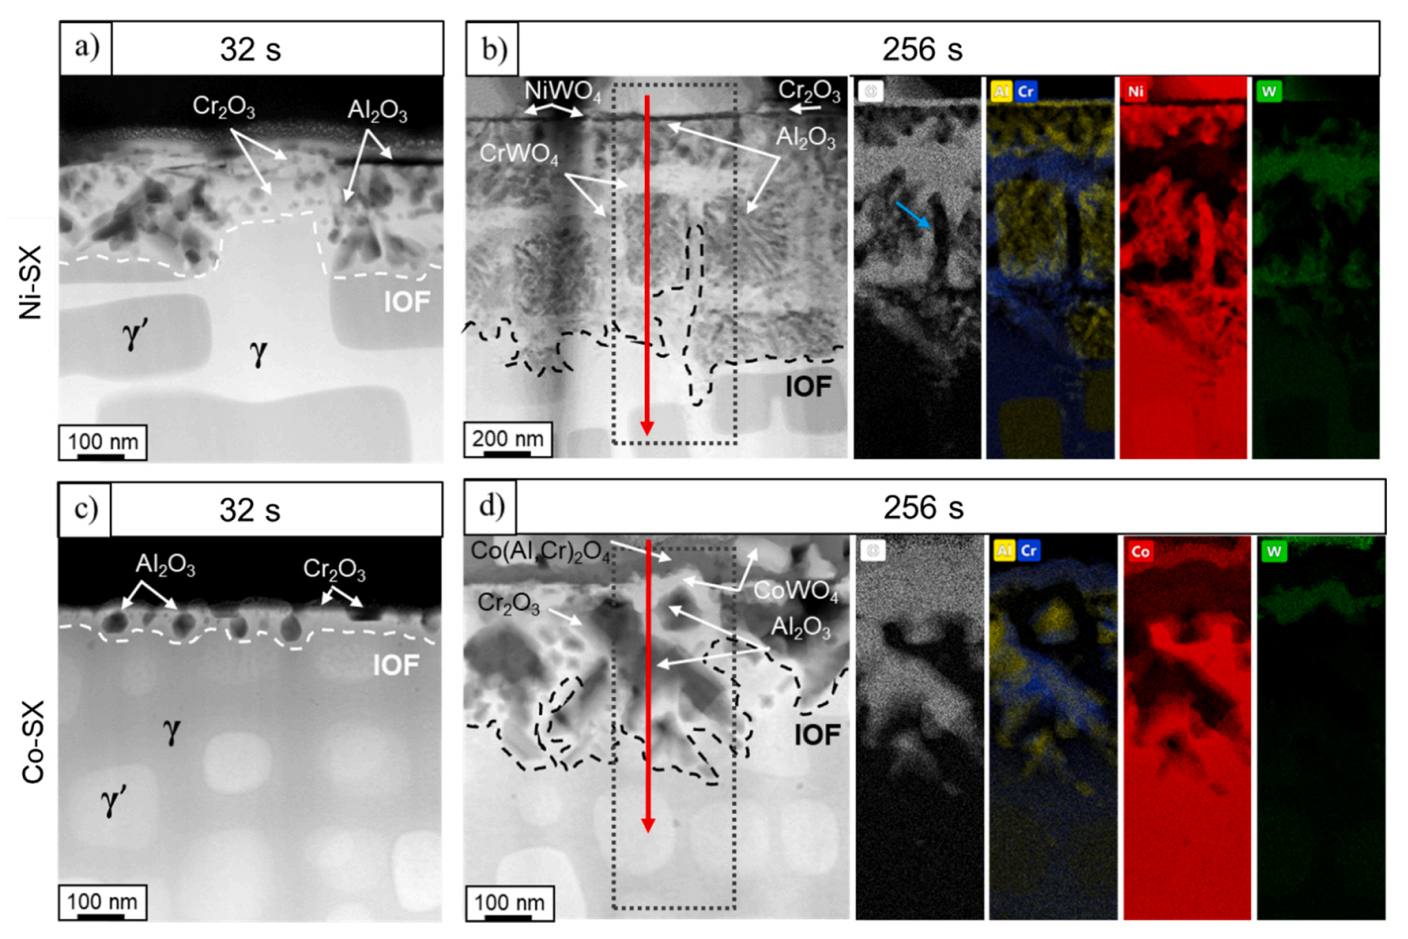 a)
32 s
b)
256 s
Ni-SX
Cr₂O₃
Al₂O₃
IOF
γ′
γ
100 nm
NiWO₄
Cr₂O₃
Al₂O₃
CrWO₄
IOF
200 nm
O
Al Cr
Ni
W
c)
32 s
d)
256 s
Co-SX
Al₂O₃
Cr₂O₃
IOF
γ
γ′
100 nm
Co(Al,Cr)₂O₄
CoWO₄
Cr₂O₃
Al₂O₃
IOF
100 nm
O
Al Cr
Co
W